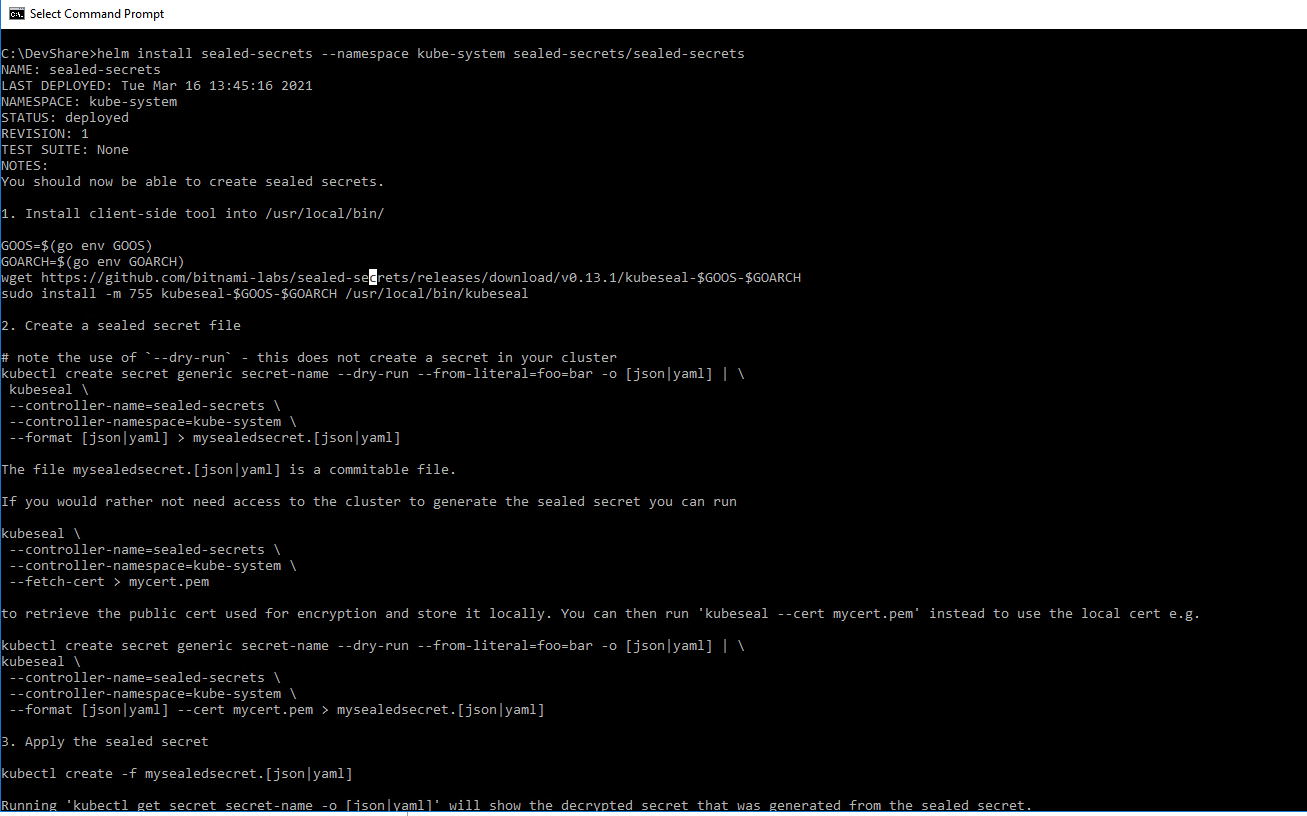 Select Command Prompt
C:\DevShare>helm install sealed-secrets --namespace kube-system sealed-secrets/sealed-secrets
NAME: sealed-secrets
LAST DEPLOYED: Tue Mar 16 13:45:16 2021
NAMESPACE: kube-system
STATUS: deployed
REVISION: 1
TEST SUITE: None
NOTES:
You should now be able to create sealed secrets.
1. Install client-side tool into /usr/local/bin/
GOOS=$(go env GOOS)
GOARCH=$(go env GOARCH)
wget https://github.com/bitnami-labs/sealed-secrets/releases/download/v0.13.1/kubeseal-$GOOS-$GOARCH
sudo install -m 755 kubeseal-$GOOS-$GOARCH /usr/local/bin/kubeseal
2. Create a sealed secret file
# note the use of `--dry-run` - this does not create a secret in your cluster
kubectl create secret generic secret-name --dry-run --from-literal=foo=bar -o [json|yaml] | \
 kubeseal \
 --controller-name=sealed-secrets \
 --controller-namespace=kube-system \
 --format [json|yaml] > mysealedsecret.[json|yaml]
The file mysealedsecret.[json|yaml] is a commitable file.
If you would rather not need access to the cluster to generate the sealed secret you can run
kubeseal \
 --controller-name=sealed-secrets \
 --controller-namespace=kube-system \
 --fetch-cert > mycert.pem
to retrieve the public cert used for encryption and store it locally. You can then run 'kubeseal --cert mycert.pem' instead to use the local cert e.g.
kubectl create secret generic secret-name --dry-run --from-literal=foo=bar -o [json|yaml] | \
kubeseal \
 --controller-name=sealed-secrets \
 --controller-namespace=kube-system \
 --format [json|yaml] --cert mycert.pem > mysealedsecret.[json|yaml]
3. Apply the sealed secret
kubectl create -f mysealedsecret.[json|yaml]
Running 'kubectl get secret secret-name -o [json|yaml]' will show the decrypted secret that was generated from the sealed secret.